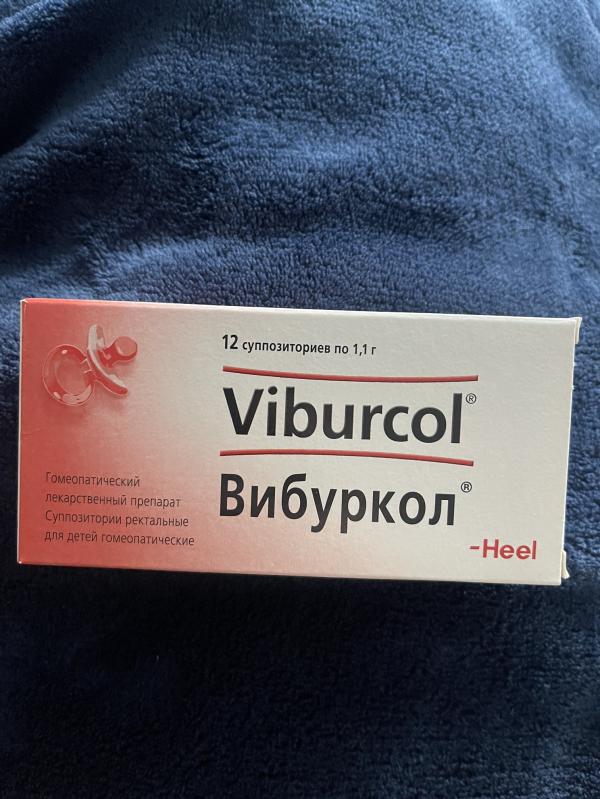 12 суппозиториев по 1,1 г
Viburcol®
Вибуркол®
Гомеопатический
лекарственный препарат
Суппозитории ректальные
для детей гомеопатические
-Heel